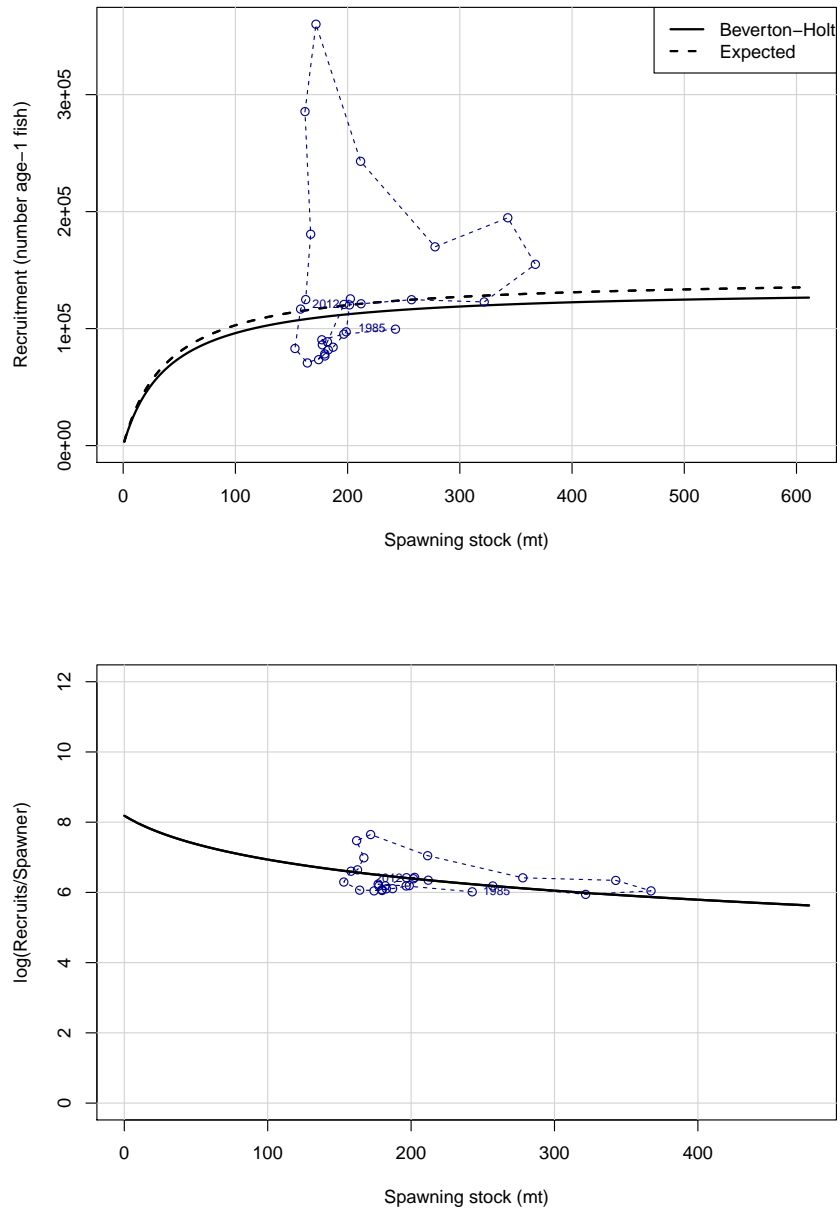 Beverton−Holt
Expected
Recruitment (number age−1 fish)
3e+05
2e+05
1e+05
0e+00
2012
1985
0 100 200 300 400 500 600
Spawning stock (mt)
log(Recruits/Spawner)
12
10
8
6
4
2
0
2012
1985
0 100 200 300 400
Spawning stock (mt)